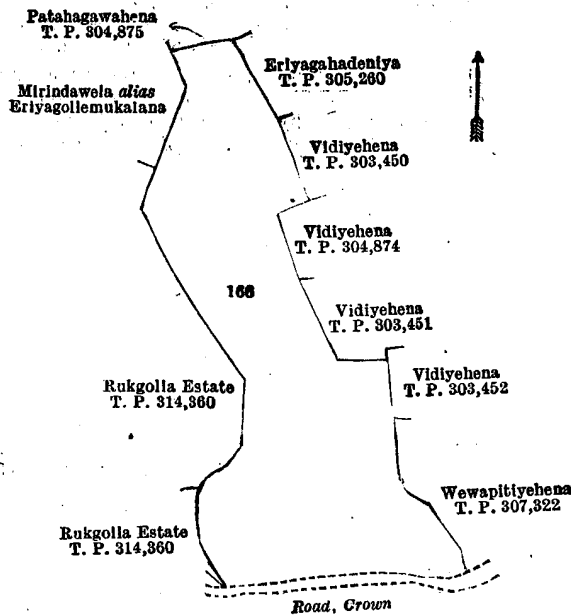 Patahagawahena
T. P. 304,875
Eriyagahadeniya
T. P. 305,260
Mirindawela alias
Eriyagollemukalana
Vidiyehena
T. P. 303,450
Vidiyehena
T. P. 304,874
166
Vidiyehena
T. P. 303,451
Rukgolla Estate
T. P. 314,360
Vidiyehena
T. P. 303,452
Wewapitiyehena
T. P. 307,322
Rukgolla Estate
T. P. 314,360
Road, Crown